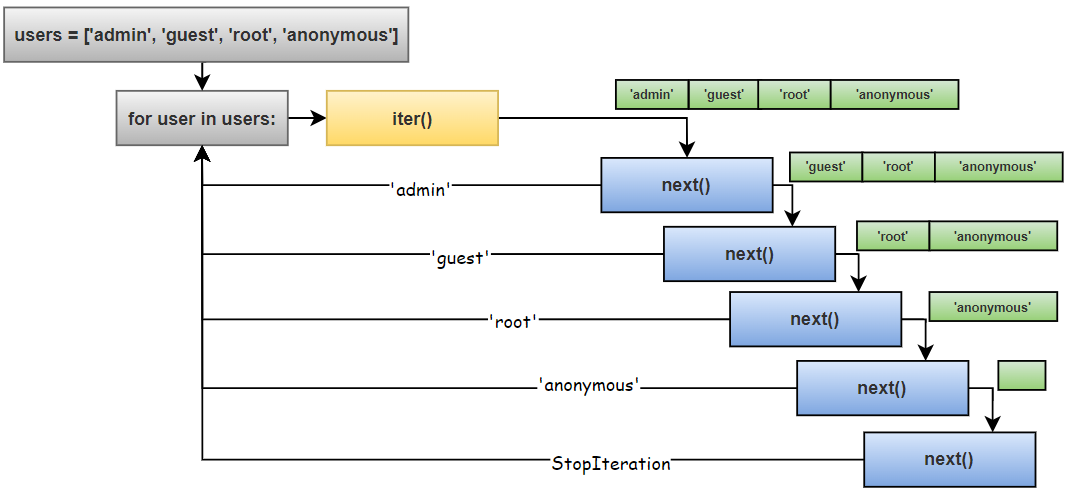 users = ['admin', 'guest', 'root', 'anonymous']
for user in users:
iter()
'admin' 'guest' 'root' 'anonymous'
next()
'guest' 'root' 'anonymous'
'admin'
next()
'root' 'anonymous'
'guest'
next()
'anonymous'
'root'
next()
'anonymous'
next()
StopIteration